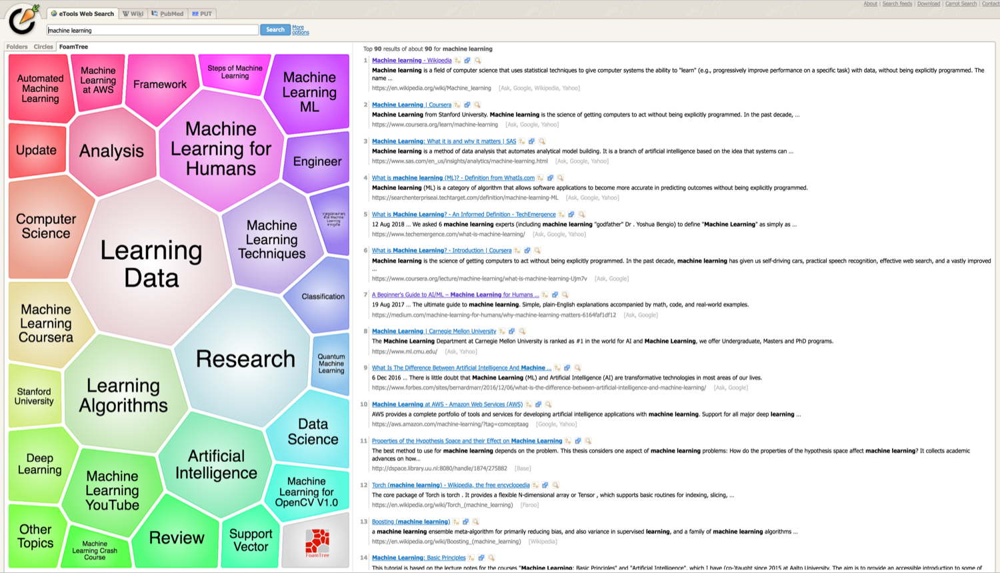 About | Search feeds | Download | Carrot Search | Contact
eTools Web Search Wiki PubMed PUT
machine learning Search More options
Folders Circles FoamTree
Automated Machine Learning
Machine Learning at AWS
Framework
Steps of Machine Learning
Machine Learning ML
Update
Analysis
Machine Learning for Humans
Engineer
Computer Science
Learning Data
Machine Learning Techniques
Machine Learning Coursera
Classification
Research
Quantum Machine Learning
Stanford University
Learning Algorithms
Data Science
Deep Learning
Machine Learning YouTube
Artificial Intelligence
Machine Learning for OpenCV V1.0
Other Topics
Machine Learning Crash Course
Review
Support Vector
FoamTree
Top 90 results of about 90 for machine learning
1 Machine learning - Wikipedia
Machine learning is a field of computer science that uses statistical techniques to give computer systems the ability to "learn" (e.g., progressively improve performance on a specific task) with data, without being explicitly programmed. The
name ...
https://en.wikipedia.org/wiki/Machine_learning [Ask, Google, Wikipedia, Yahoo]
2 Machine Learning | Coursera
Machine Learning from Stanford University. Machine learning is the science of getting computers to act without being explicitly programmed. In the past decade, ...
https://www.coursera.org/learn/machine-learning [Ask, Google, Yahoo]
3 Machine Learning: What it is and why it matters | SAS
Machine learning is a method of data analysis that automates analytical model building. It is a branch of artificial intelligence based on the idea that systems can ...
https://www.sas.com/en_us/insights/analytics/machine-learning.html [Ask, Google, Yahoo]
4 What is machine learning (ML)? - Definition from WhatIs.com
Machine learning (ML) is a category of algorithm that allows software applications to become more accurate in predicting outcomes without being explicitly programmed.
https://searchenterpriseai.techtarget.com/definition/machine-learning-ML [Ask, Google, Yahoo]
5 What is Machine Learning? - An Informed Definition - TechEmergence
12 Aug 2018 ... We asked 6 machine learning experts (including machine learning "godfather" Dr . Yoshua Bengio) to define "Machine Learning" as simply as ...
https://www.techemergence.com/what-is-machine-learning/ [Ask, Google, Yahoo]
6 What is Machine Learning? - Introduction | Coursera
Machine learning is the science of getting computers to act without being explicitly programmed. In the past decade, machine learning has given us self-driving cars, practical speech recognition, effective web search, and a vastly improved
...
https://www.coursera.org/lecture/machine-learning/what-is-machine-learning-Ujm7v [Ask, Google]
7 A Beginner's Guide to AI/ML – Machine Learning for Humans ...
19 Aug 2017 ... The ultimate guide to machine learning. Simple, plain-English explanations accompanied by math, code, and real-world examples.
https://medium.com/machine-learning-for-humans/why-machine-learning-matters-6164faf1df12 [Ask, Google]
8 Machine Learning | Carnegie Mellon University
The Machine Learning Department at Carnegie Mellon University is ranked as #1 in the world for AI and Machine Learning, we offer Undergraduate, Masters and PhD programs.
https://www.ml.cmu.edu/ [Ask, Yahoo]
9 What Is The Difference Between Artificial Intelligence And Machine ...
6 Dec 2016 ... There is little doubt that Machine Learning (ML) and Artificial Intelligence (AI) are transformative technologies in most areas of our lives.
https://www.forbes.com/sites/bernardmarr/2016/12/06/what-is-the-difference-between-artificial-intelligence-and-machine-learning/ [Ask, Google]
10 Machine Learning at AWS - Amazon Web Services (AWS)
AWS provides a complete portfolio of tools and services for developing artificial intelligence applications with machine learning. Support for all major deep learning ...
https://aws.amazon.com/machine-learning/?tag=comceptaag [Google, Yahoo]
11 Properties of the Hypothesis Space and their Effect on Machine Learning
The best method to use for machine learning depends on the problem. This thesis considers one aspect of machine learning problems: How do the properties of the hypothesis space affect machine learning? It collects academic
advances on how...
http://dspace.library.uu.nl:8080/handle/1874/275882 [Base]
12 Torch (machine learning) - Wikipedia, the free encyclopedia
The core package of Torch is torch . It provides a flexible N-dimensional array or Tensor , which supports basic routines for indexing, slicing, ...
https://en.wikipedia.org/wiki/Torch_(machine_learning) [Faroo]
13 Boosting (machine learning)
a machine learning ensemble meta-algorithm for primarily reducing bias, and also variance in supervised learning, and a family of machine learning algorithms ...
https://en.wikipedia.org/wiki/Boosting_(machine_learning) [Wikipedia]
14 Machine Learning: Basic Principles
This tutorial is based on the lecture notes for the courses "Machine Learning: Basic Principles" and "Artificial Intelligence", which I have (co-)taught since 2015 at Aalto University. The aim is to provide an accessible introduction to some of